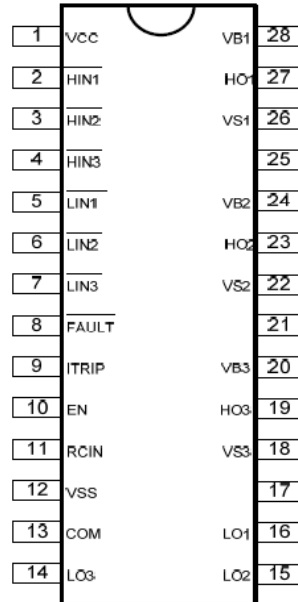 1 VCC VB1 28
2 HIN1 HO1 27
3 HIN2 VS1 26
4 HIN3 25
5 LIN1 VB2 24
6 LIN2 HO2 23
7 LIN3 VS2 22
8 FAULT 21
9 ITRIP VB3 20
10 EN HO3 19
11 RCIN VS3 18
12 VSS 17
13 COM LO1 16
14 LO3 LO2 15